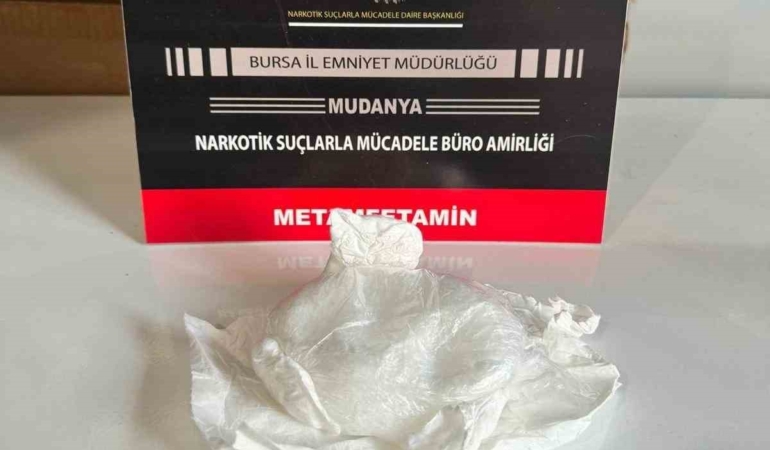 NARKOTİK SUÇLARLA MÜCADELE DAİRE BAŞKANLIĞI
BURSA İL EMNİYET MÜDÜRLÜĞÜ
MUDANYA
NARKOTİK SUÇLARLA MÜCADELE BÜRO AMİRLİĞİ
METAMFETAMİN